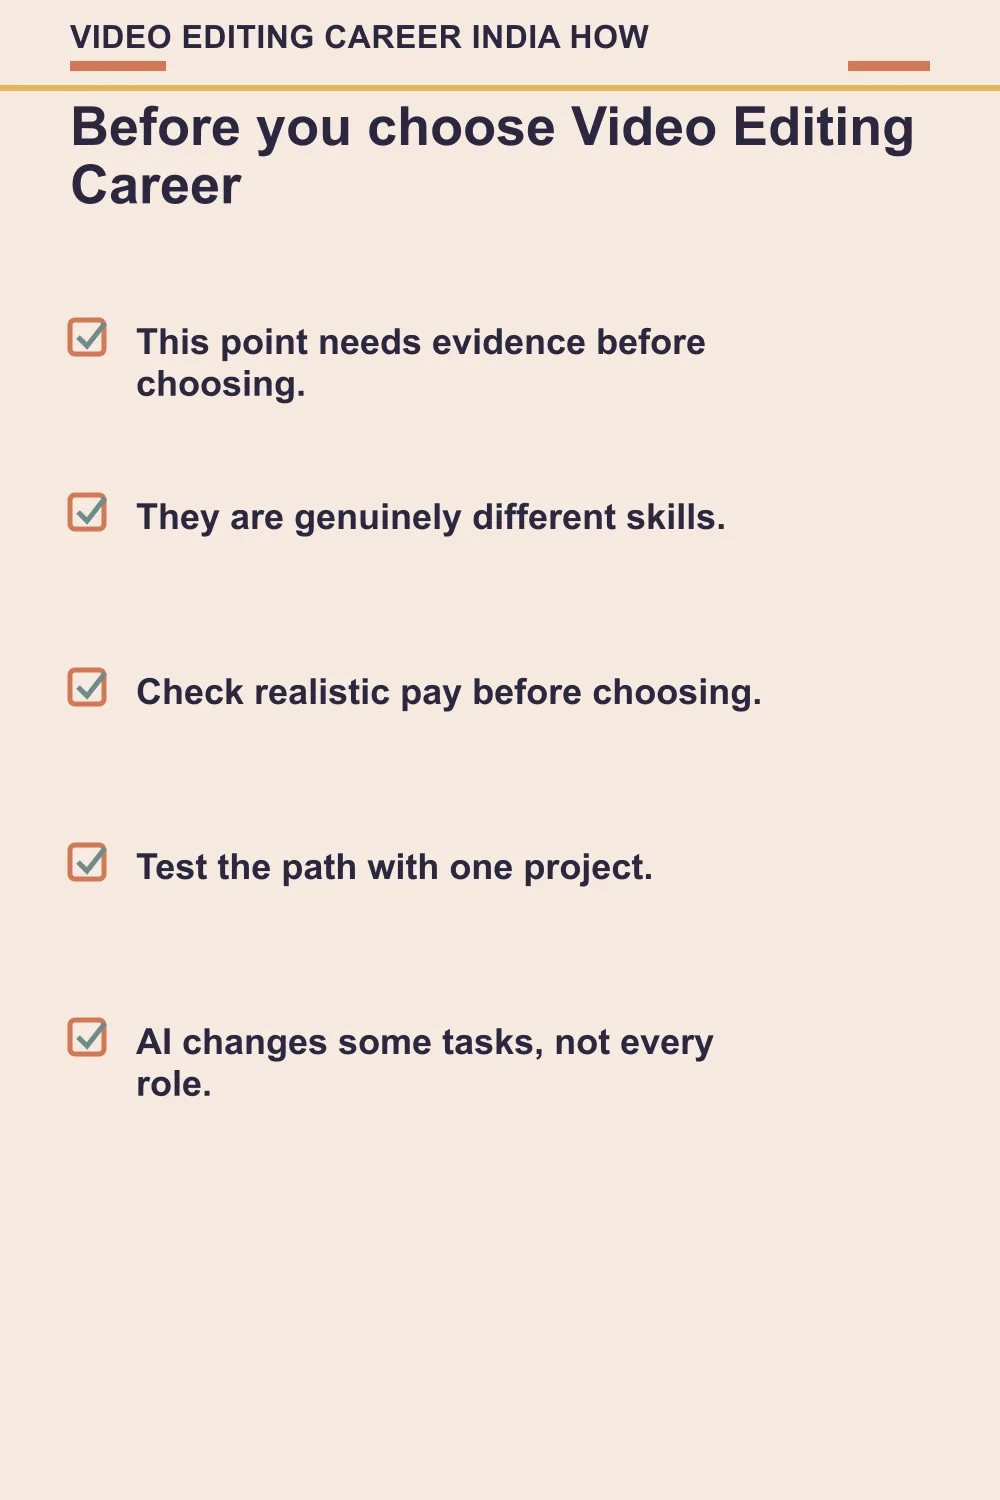 VIDEO EDITING CAREER INDIA HOW
Before you choose Video Editing
Career
This point needs evidence before
choosing.
They are genuinely different skills.
Check realistic pay before choosing.
Test the path with one project.
AI changes some tasks, not every
role.